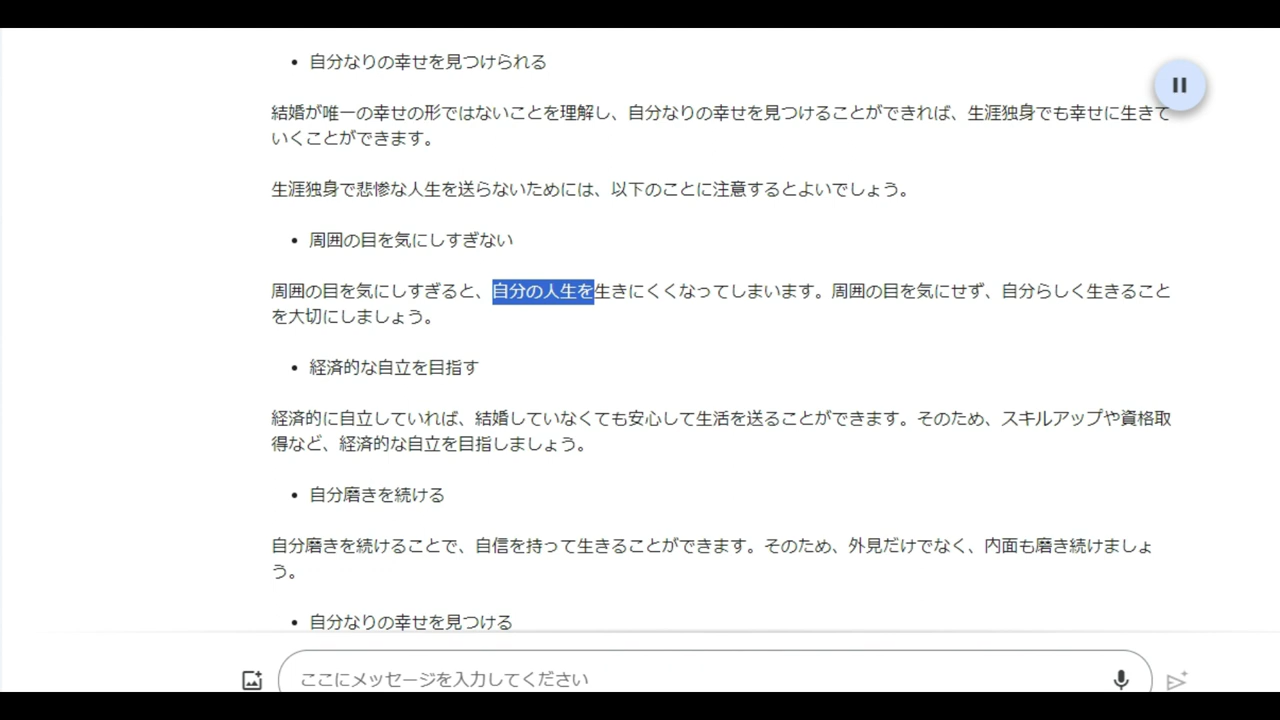 自分なりの幸せを見つけられる
結婚が唯一の幸せの形ではないことを理解し、自分なりの幸せを見つけることができれば、生涯独身でも幸せに生きて
いくことができます。
生涯独身で悲惨な人生を送らないためには、以下のことに注意するとよいでしょう。
周囲の目を気にしすぎない
周囲の目を気にしすぎると、自分の人生を生きにくくなってしまいます。周囲の目を気にせず、自分らしく生きること
を大切にしましょう。
経済的な自立を目指す
経済的に自立していれば、結婚していなくても安心して生活を送ることができます。そのため、スキルアップや資格取
得など、経済的な自立を目指しましょう。
自分磨きを続ける
自分磨きを続けることで、自信を持って生きることができます。そのため、外見だけでなく、内面も磨き続けましょ
う。
自分なりの幸せを見つける
ここにメッセージを入力してください